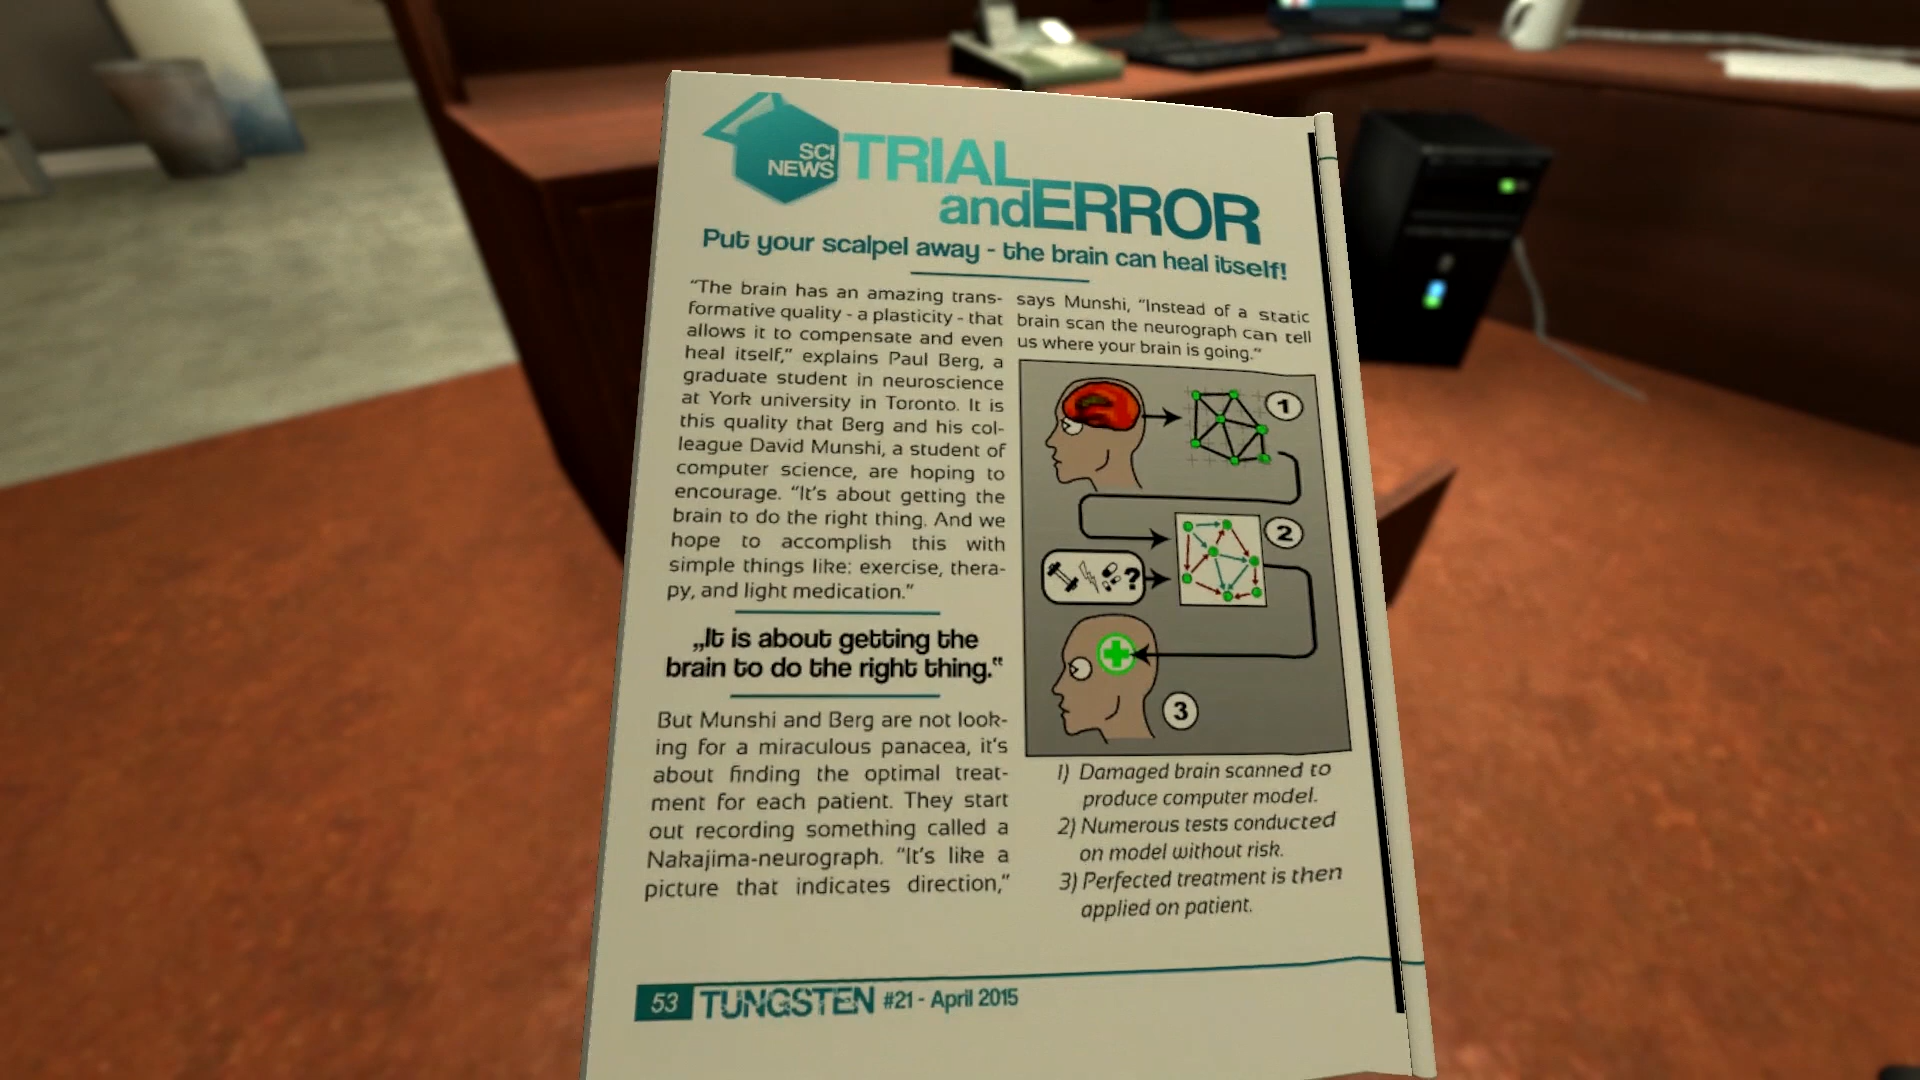 SCI
NEWS
TRIAL
andERROR
Put your scalpel away - the brain can heal itself!
“The brain has an amazing trans-
formative quality - a plasticity - that
allows it to compensate and even
heal itself,” explains Paul Berg, a
graduate student in neuroscience
at York university in Toronto. It is
this quality that Berg and his col-
league David Munshi, a student of
computer science, are hoping to
encourage. “It's about getting the
brain to do the right thing. And we
hope to accomplish this with
simple things like: exercise, thera-
py, and light medication.”
„It is about getting the
brain to do the right thing.“
But Munshi and Berg are not look-
ing for a miraculous panacea, it's
about finding the optimal treat-
ment for each patient. They start
out recording something called a
Nakajima-neurograph. “It's like a
picture that indicates direction,”
says Munshi, “Instead of a static
brain scan the neurograph can tell
us where your brain is going.”
1
2
?
3
1) Damaged brain scanned to
produce computer model.
2) Numerous tests conducted
on model without risk.
3) Perfected treatment is then
applied on patient.
53 TUNGSTEN #21 - April 2015